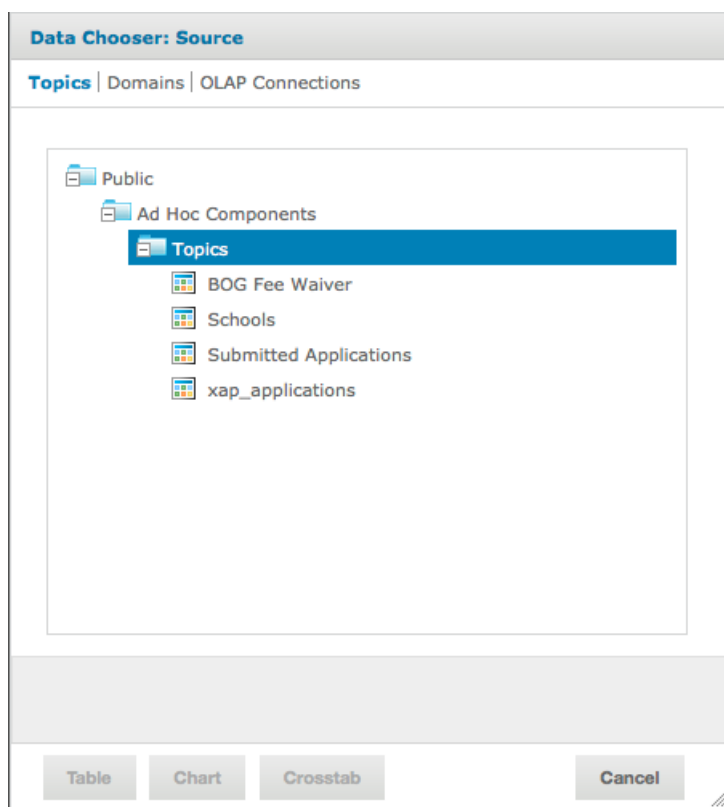 Data Chooser: Source
Topics | Domains | OLAP Connections
Public
Ad Hoc Components
Topics
BOG Fee Waiver
Schools
Submitted Applications
xap_applications
Table Chart Crosstab Cancel